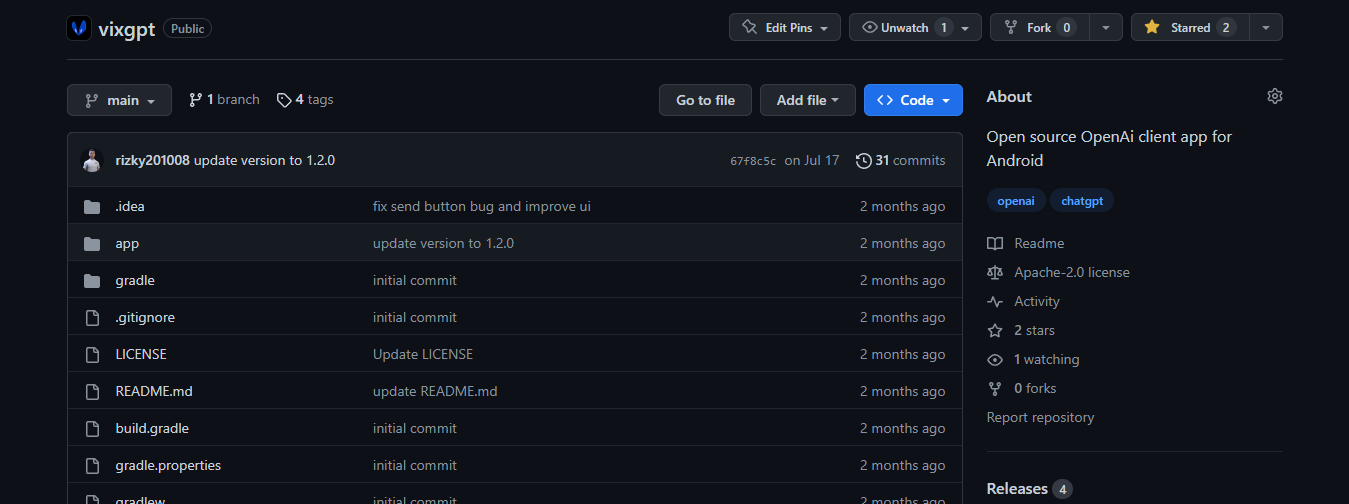 vixgpt Public Edit Pins Unwatch 1 Fork 0 Starred 2
main 1 branch 4 tags Go to file Add file Code
rizky201008 update version to 1.2.0 67f8c5c on Jul 17 31 commits
.idea fix send button bug and improve ui 2 months ago
app update version to 1.2.0 2 months ago
gradle initial commit 2 months ago
.gitignore initial commit 2 months ago
LICENSE Update LICENSE 2 months ago
README.md update README.md 2 months ago
build.gradle initial commit 2 months ago
gradle.properties initial commit 2 months ago
gradlew initial commit 2 months ago
About
Open source OpenAi client app for
Android
openai chatgpt
Readme
Apache-2.0 license
Activity
2 stars
1 watching
0 forks
Report repository
Releases 4